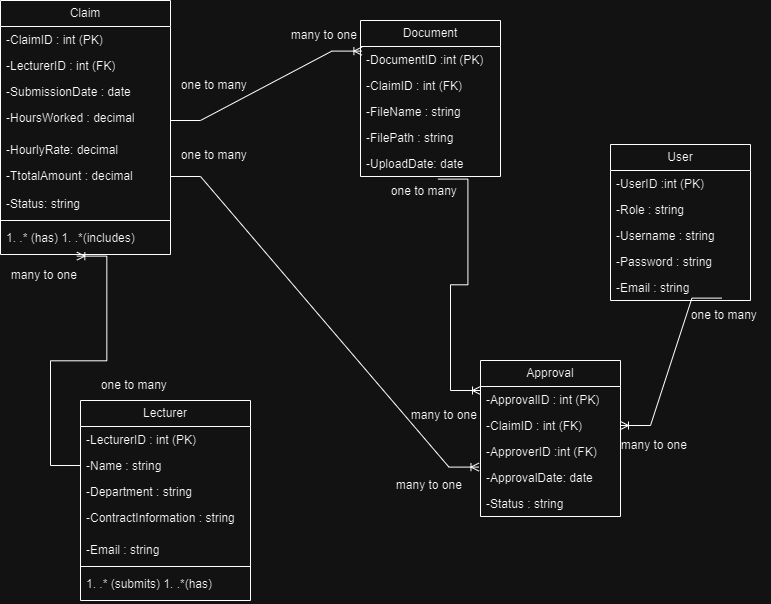 Claim
-ClaimID : int (PK)
-LecturerID : int (FK)
-SubmissionDate : date
-HoursWorked : decimal
-HourlyRate: decimal
-TtotalAmount : decimal
-Status: string
1. .* (has) 1. .*(includes)
many to one
one to many
many to one
one to many
one to many
Document
-DocumentID :int (PK)
-ClaimID : int (FK)
-FileName : string
-FilePath : string
-UploadDate: date
one to many
User
-UserID :int (PK)
-Role : string
-Username : string
-Password : string
-Email : string
one to many
Lecturer
-LecturerID : int (PK)
-Name : string
-Department : string
-ContractInformation : string
-Email : string
1. .* (submits) 1. .*(has)
Approval
-ApprovalID : int (PK)
-ClaimID : int (FK)
-ApproverID :int (FK)
-ApprovalDate: date
-Status : string
many to one
many to one
many to one